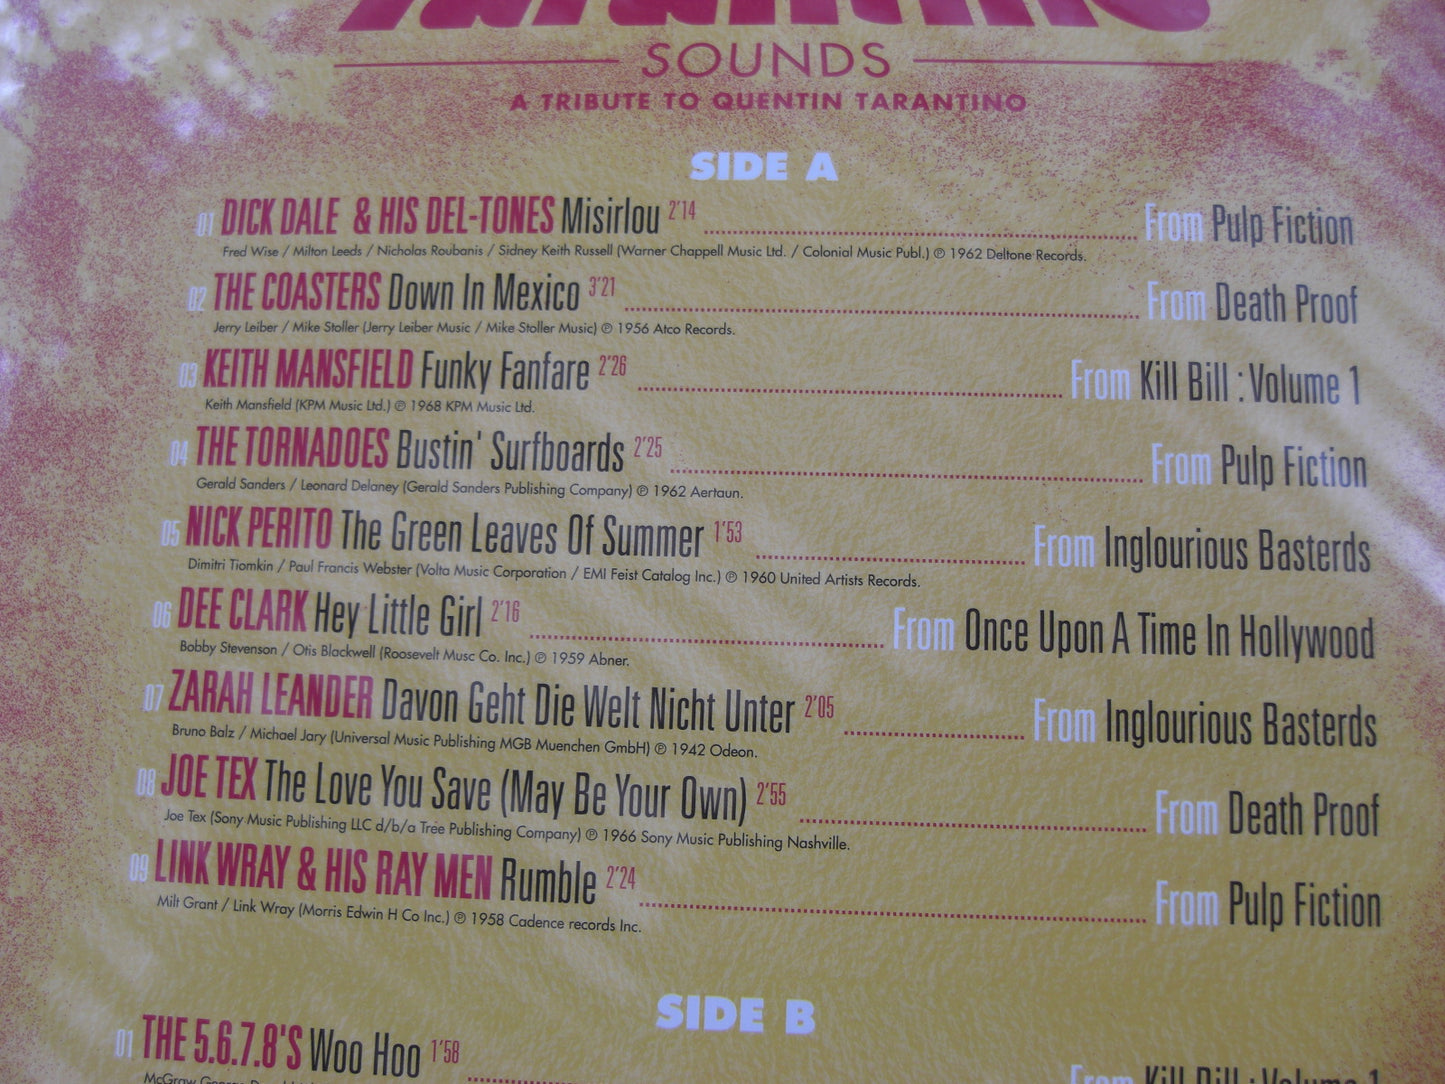 Tarantino
SOUNDS
A TRIBUTE TO QUENTIN TARANTINO
SIDE A
01 DICK DALE & HIS DEL-TONES Misirlou 2'14 From Pulp Fiction
Fred Wise / Milton Leeds / Nicholas Roubanis / Sidney Keith Russell (Warner Chappell Music Ltd. / Colonial Music Publ.) ℗ 1962 Deltone Records.
02 THE COASTERS Down In Mexico 3'21 From Death Proof
Jerry Leiber / Mike Stoller (Jerry Leiber Music / Mike Stoller Music) ℗ 1956 Atco Records.
03 KEITH MANSFIELD Funky Fanfare 2'26 From Kill Bill : Volume 1
Keith Mansfield (KPM Music Ltd.) ℗ 1968 KPM Music Ltd.
04 THE TORNADOES Bustin' Surfboards 2'25 From Pulp Fiction
Gerald Sanders / Leonard Delaney (Gerald Sanders Publishing Company) ℗ 1962 Aertaun.
05 NICK PERITO The Green Leaves Of Summer 1'53 From Inglourious Basterds
Dimitri Tiomkin / Paul Francis Webster (Volta Music Corporation / EMI Feist Catalog Inc.) ℗ 1960 United Artists Records.
06 DEE CLARK Hey Little Girl 2'16 From Once Upon A Time In Hollywood
Bobby Stevenson / Otis Blackwell (Roosevelt Musc Co. Inc.) ℗ 1959 Abner.
07 ZARAH LEANDER Davon Geht Die Welt Nicht Unter 2'05 From Inglourious Basterds
Bruno Balz / Michael Jary (Universal Music Publishing MGB Muenchen GmbH) ℗ 1942 Odeon.
08 JOE TEX The Love You Save (May Be Your Own) 2'55 From Death Proof
Joe Tex (Sony Music Publishing LLC d/b/a Tree Publishing Company) ℗ 1966 Sony Music Publishing Nashville.
09 LINK WRAY & HIS RAY MEN Rumble 2'24 From Pulp Fiction
Milt Grant / Link Wray (Morris Edwin H Co Inc.) ℗ 1958 Cadence records Inc.
SIDE B
01 THE 5.6.7.8'S Woo Hoo 1'58 From Kill Bill : Volume 1
McGraw George